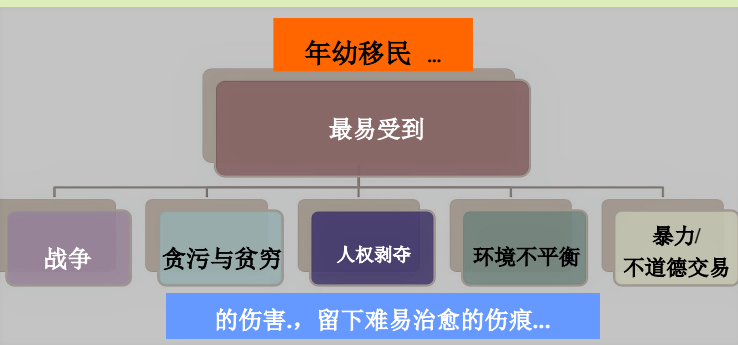 年幼移民 ...
最易受到
战争
贪污与贫穷
人权剥夺
环境不平衡
暴力/
不道德交易
的伤害.，留下难易治愈的伤痕...